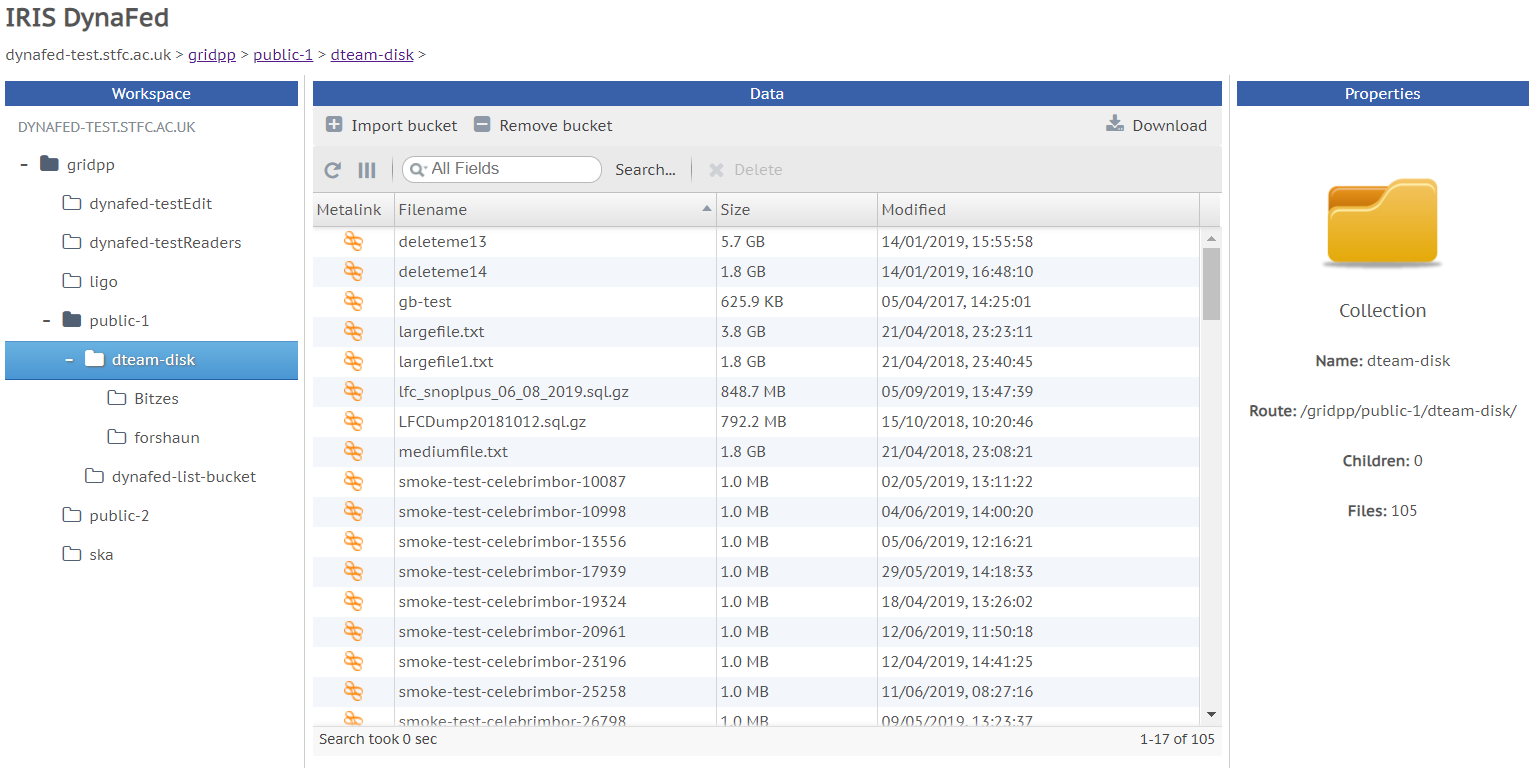 IRIS DynaFed
dynafed-test.stfc.ac.uk > gridpp > public-1 > dteam-disk >
Workspace
DYNAFED-TEST.STFC.AC.UK
gridpp
dynafed-testEdit
dynafed-testReaders
ligo
public-1
dteam-disk
Bitzes
forshaun
dynafed-list-bucket
public-2
ska
Data
Import bucket Remove bucket Download
All Fields Search... Delete
Metalink Filename Size Modified
deleteme13 5.7 GB 14/01/2019, 15:55:58
deleteme14 1.8 GB 14/01/2019, 16:48:10
gb-test 625.9 KB 05/04/2017, 14:25:01
largefile.txt 3.8 GB 21/04/2018, 23:23:11
largefile1.txt 1.8 GB 21/04/2018, 23:40:45
lfc_snoplpus_06_08_2019.sql.gz 848.7 MB 05/09/2019, 13:47:39
LFCDump20181012.sql.gz 792.2 MB 15/10/2018, 10:20:46
mediumfile.txt 1.8 GB 21/04/2018, 23:08:21
smoke-test-celebrimbor-10087 1.0 MB 02/05/2019, 13:11:22
smoke-test-celebrimbor-10998 1.0 MB 04/06/2019, 14:00:20
smoke-test-celebrimbor-13556 1.0 MB 05/06/2019, 12:16:21
smoke-test-celebrimbor-17939 1.0 MB 29/05/2019, 14:18:33
smoke-test-celebrimbor-19324 1.0 MB 18/04/2019, 13:26:02
smoke-test-celebrimbor-20961 1.0 MB 12/06/2019, 11:50:18
smoke-test-celebrimbor-23196 1.0 MB 12/04/2019, 14:41:25
smoke-test-celebrimbor-25258 1.0 MB 11/06/2019, 08:27:16
smoke-test-celebrimbor-26798 1.0 MB 09/05/2019, 13:23:37
Search took 0 sec 1-17 of 105
Properties
Collection
Name: dteam-disk
Route: /gridpp/public-1/dteam-disk/
Children: 0
Files: 105